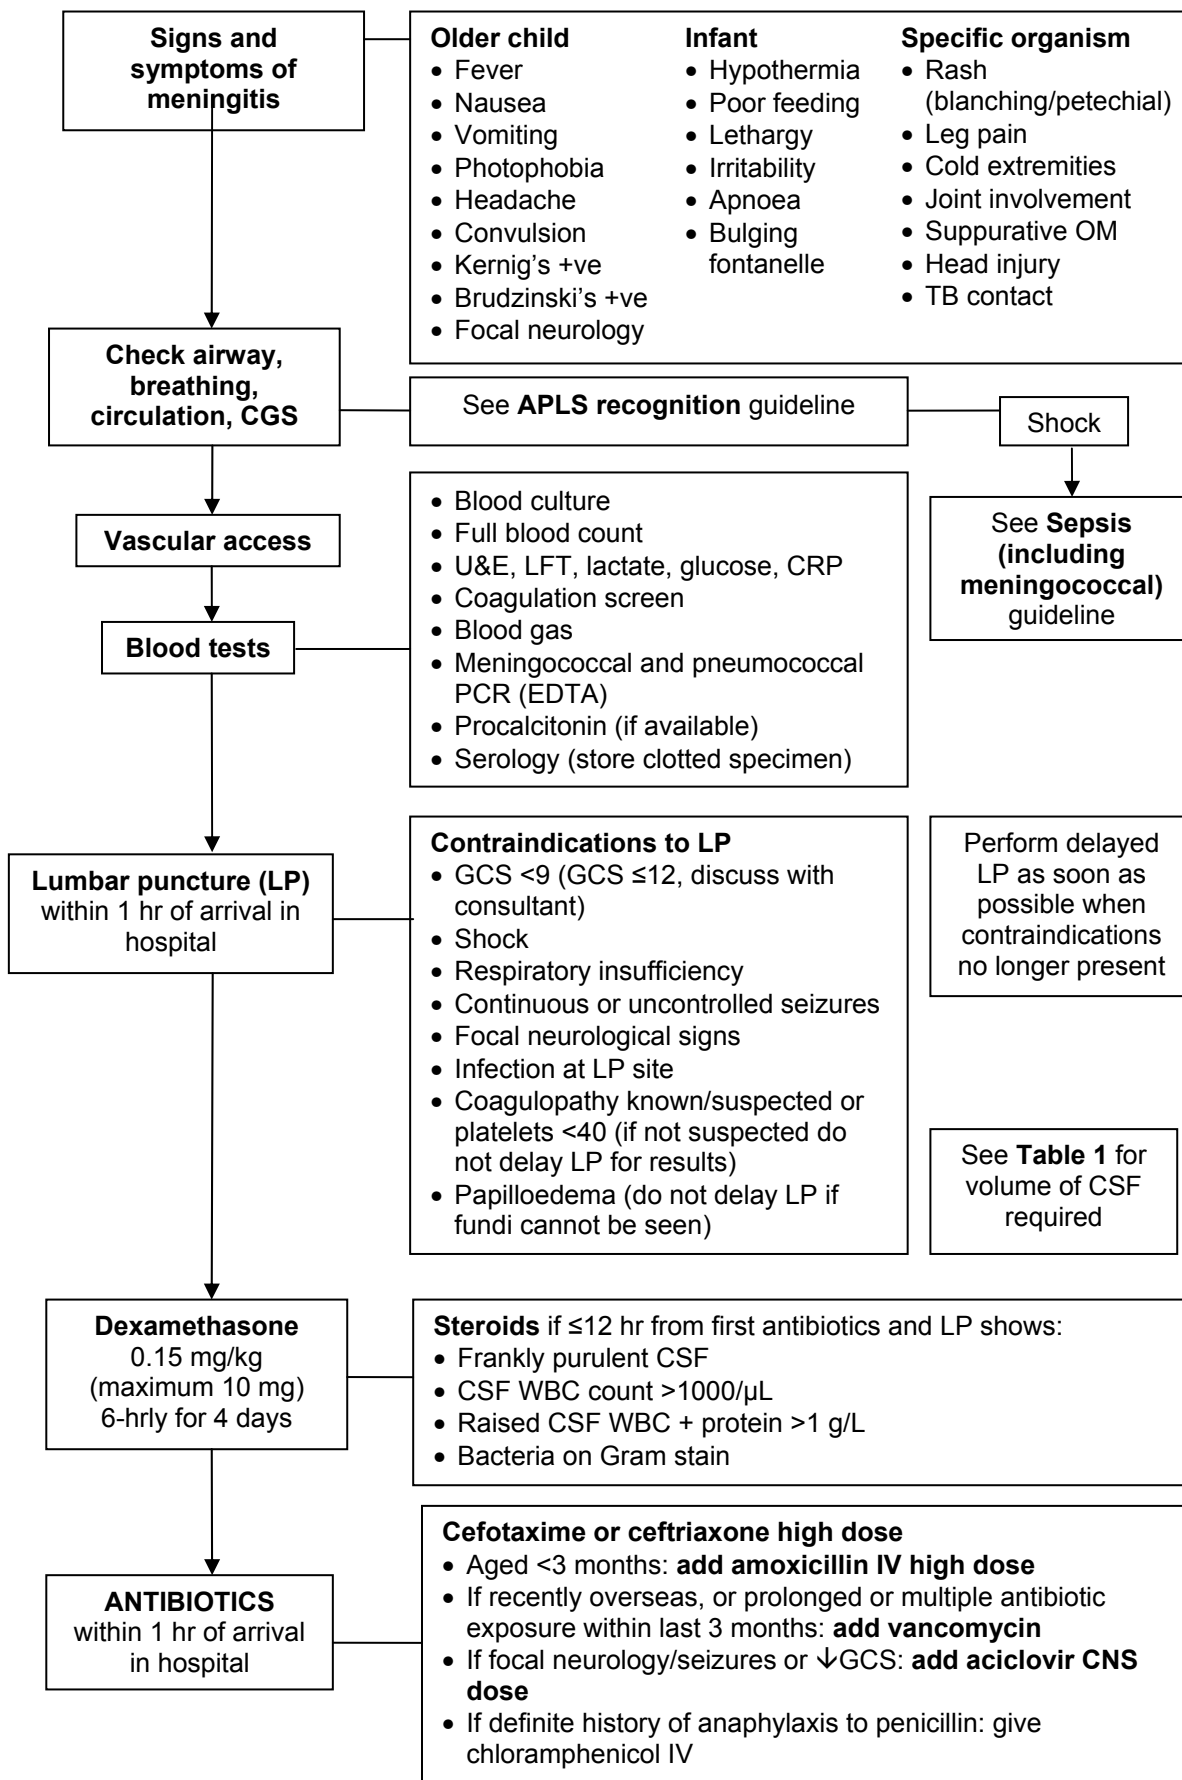 Signs and
symptoms of
meningitis
Older child
• Fever
• Nausea
• Vomiting
• Photophobia
• Headache
• Convulsion
• Kernig's +ve
• Brudzinski's +ve
• Focal neurology
Infant
• Hypothermia
• Poor feeding
• Lethargy
• Irritability
• Apnoea
• Bulging
fontanelle
Specific organism
• Rash
(blanching/petechial)
• Leg pain
• Cold extremities
• Joint involvement
• Suppurative OM
• Head injury
• TB contact
Check airway,
breathing,
circulation, CGS
See APLS recognition guideline
Shock
See Sepsis
(including
meningococcal)
guideline
Vascular access
Blood tests
• Blood culture
• Full blood count
• U&E, LFT, lactate, glucose, CRP
• Coagulation screen
• Blood gas
• Meningococcal and pneumococcal
PCR (EDTA)
• Procalcitonin (if available)
• Serology (store clotted specimen)
Lumbar puncture (LP)
within 1 hr of arrival in
hospital
Contraindications to LP
• GCS <9 (GCS ≤12, discuss with
consultant)
• Shock
• Respiratory insufficiency
• Continuous or uncontrolled seizures
• Focal neurological signs
• Infection at LP site
• Coagulopathy known/suspected or
platelets <40 (if not suspected do
not delay LP for results)
• Papilloedema (do not delay LP if
fundi cannot be seen)
Perform delayed
LP as soon as
possible when
contraindications
no longer present
See Table 1 for
volume of CSF
required
Dexamethasone
0.15 mg/kg
(maximum 10 mg)
6-hrly for 4 days
Steroids if ≤12 hr from first antibiotics and LP shows:
• Frankly purulent CSF
• CSF WBC count >1000/µL
• Raised CSF WBC + protein >1 g/L
• Bacteria on Gram stain
ANTIBIOTICS
within 1 hr of arrival
in hospital
Cefotaxime or ceftriaxone high dose
• Aged <3 months: add amoxicillin IV high dose
• If recently overseas, or prolonged or multiple antibiotic
exposure within last 3 months: add vancomycin
• If focal neurology/seizures or ↓GCS: add aciclovir CNS
dose
• If definite history of anaphylaxis to penicillin: give
chloramphenicol IV